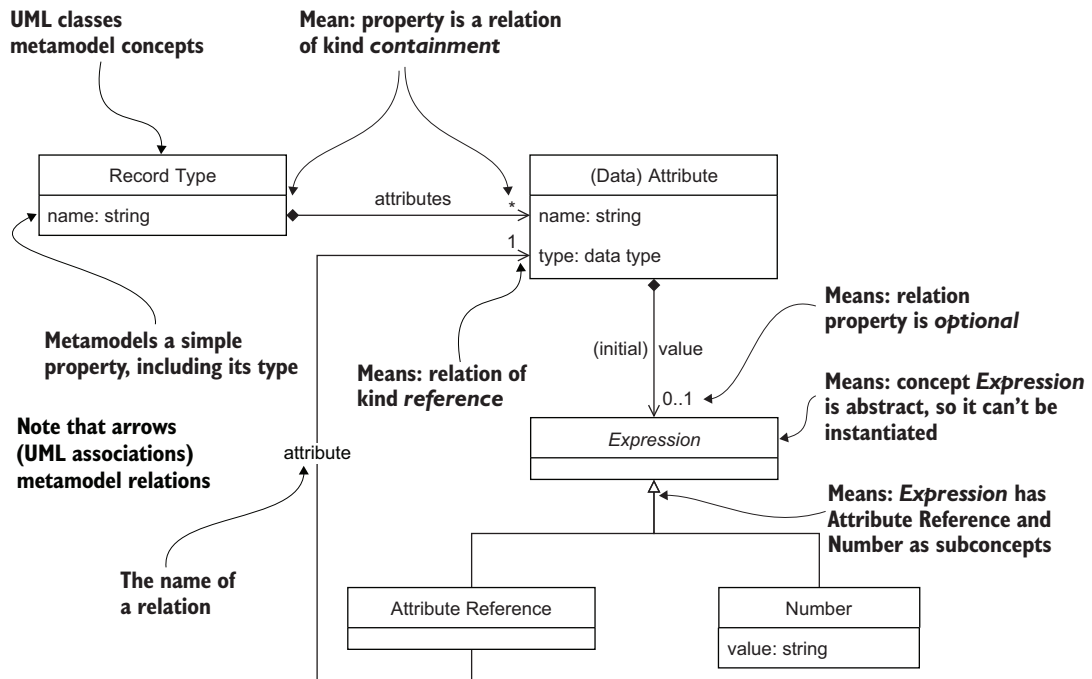 UML classes
metamodel concepts
Mean: property is a relation
of kind containment
Record Type
name: string
attributes
*
1
(Data) Attribute
name: string
type: data type
Metamodels a simple
property, including its type
Means: relation of
kind reference
(initial) value
0..1
Means: relation
property is optional
Means: concept Expression
is abstract, so it can't be
instantiated
Expression
Note that arrows
(UML associations)
metamodel relations
attribute
Means: Expression has
Attribute Reference and
Number as subconcepts
The name of
a relation
Attribute Reference
Number
value: string